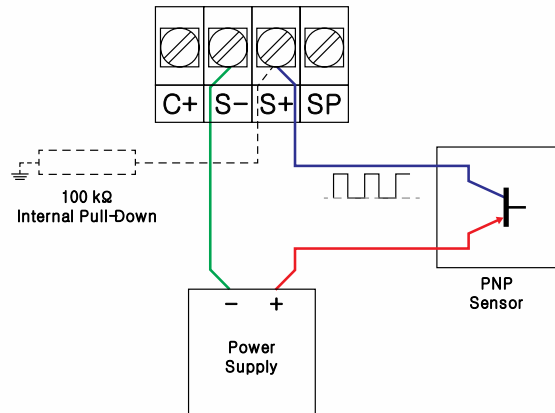 C+ S− S+ SP
100 kΩ
Internal Pull-Down
PNP
Sensor
− +
Power
Supply